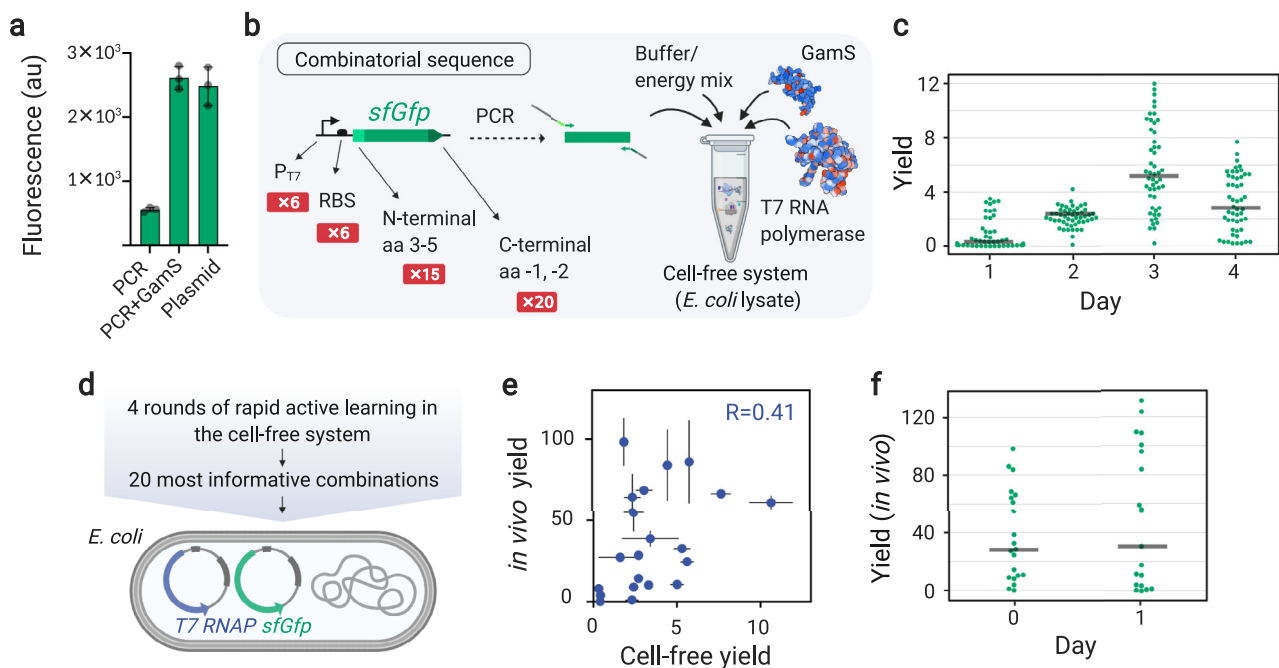 a
Fluorescence (au)
3×10³
2×10³
1×10³
PCR
PCR+GamS
Plasmid
b
Combinatorial sequence
sfGfp
PCR
P_T7
×6
RBS
×6
N-terminal
aa 3-5
×15
C-terminal
aa -1, -2
×20
Buffer/
energy mix
GamS
T7 RNA
polymerase
Cell-free system
(E. coli lysate)
c
Yield
12
8
4
0
1 2 3 4
Day
d
4 rounds of rapid active learning in
the cell-free system
20 most informative combinations
E. coli
T7 RNAP sfGfp
e
R=0.41
in vivo yield
100
50
0
0 5 10
Cell-free yield
f
Yield (in vivo)
120
80
40
0
0 1
Day